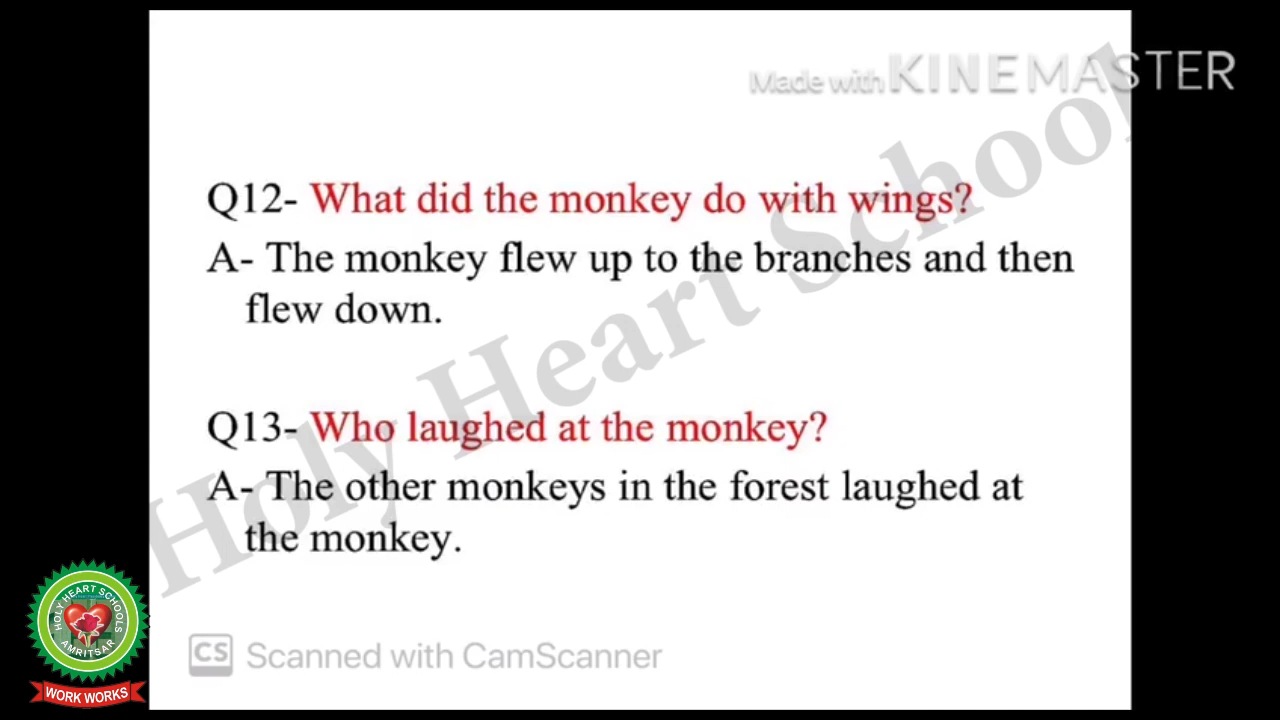 Made with KINEMASTER
Q12- What did the monkey do with wings?
A- The monkey flew up to the branches and then
flew down.
Q13- Who laughed at the monkey?
A- The other monkeys in the forest laughed at
the monkey.
Holy Heart School
HOLY HEART SCHOOLS
AMRITSAR
WORK WORKS
CS Scanned with CamScanner